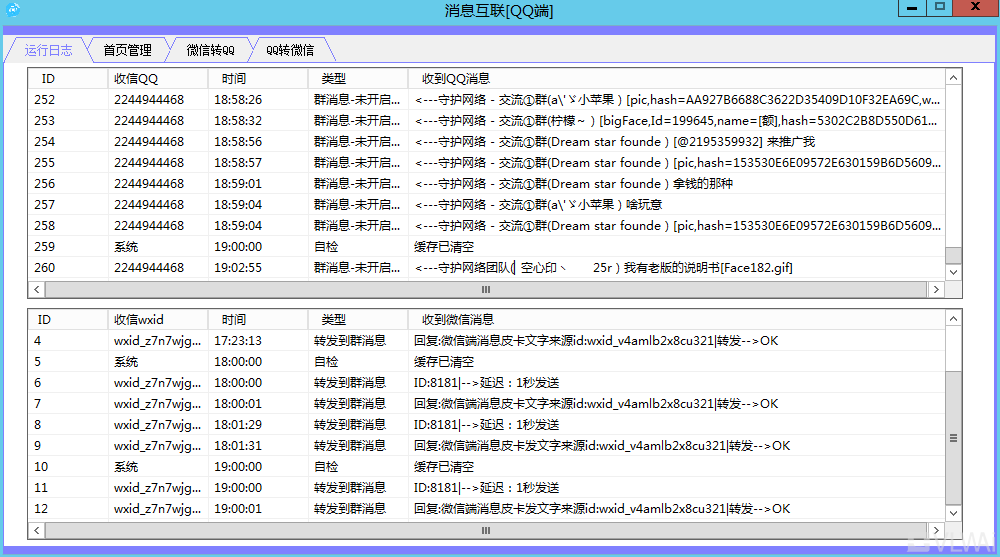 消息互联[QQ端]
运行日志 首页管理 微信转QQ QQ转微信
ID 收信QQ 时间 类型 收到QQ消息
252 2244944468 18:58:26 群消息-未开启... <---守护网络 - 交流①群(a\'ヾ小苹果) [pic,hash=AA927B6688C3622D35409D10F32EA69C,w...
253 2244944468 18:58:32 群消息-未开启... <---守护网络 - 交流①群(柠檬～) [bigFace,Id=199645,name=[额],hash=5302C2B8D550D61...
254 2244944468 18:58:56 群消息-未开启... <---守护网络 - 交流①群(Dream star founde) [@2195359932] 来推广我
255 2244944468 18:58:57 群消息-未开启... <---守护网络 - 交流①群(Dream star founde) [pic,hash=153530E6E09572E630159B6D5609...
256 2244944468 18:59:01 群消息-未开启... <---守护网络 - 交流①群(Dream star founde) 拿钱的那种
257 2244944468 18:59:04 群消息-未开启... <---守护网络 - 交流①群(a\'ヾ小苹果) 啥玩意
258 2244944468 18:59:04 群消息-未开启... <---守护网络 - 交流①群(Dream star founde) [pic,hash=153530E6E09572E630159B6D5609...
259 系统 19:00:00 自检 缓存已清空
260 2244944468 19:02:55 群消息-未开启... <---守护网络团队( 空心印丶 25r) 我有老版的说明书[Face182.gif]
ID 收信wxid 时间 类型 收到微信消息
4 wxid_z7n7wjg... 17:23:13 转发到群消息 回复:微信端消息皮卡文字来源id:wxid_v4amlb2x8cu321|转发-->OK
5 系统 18:00:00 自检 缓存已清空
6 wxid_z7n7wjg... 18:00:00 转发到群消息 ID:8181|-->延迟：1秒发送
7 wxid_z7n7wjg... 18:00:01 转发到群消息 回复:微信端消息皮卡文字来源id:wxid_v4amlb2x8cu321|转发-->OK
8 wxid_z7n7wjg... 18:01:29 转发到群消息 ID:8181|-->延迟：1秒发送
9 wxid_z7n7wjg... 18:01:31 转发到群消息 回复:微信端消息皮卡发文字来源id:wxid_v4amlb2x8cu321|转发-->OK
10 系统 19:00:00 自检 缓存已清空
11 wxid_z7n7wjg... 19:00:00 转发到群消息 ID:8181|-->延迟：1秒发送
12 wxid_z7n7wjg... 19:00:01 转发到群消息 回复:微信端消息皮卡发文字来源id:wxid_v4amlb2x8cu321|转发-->OK